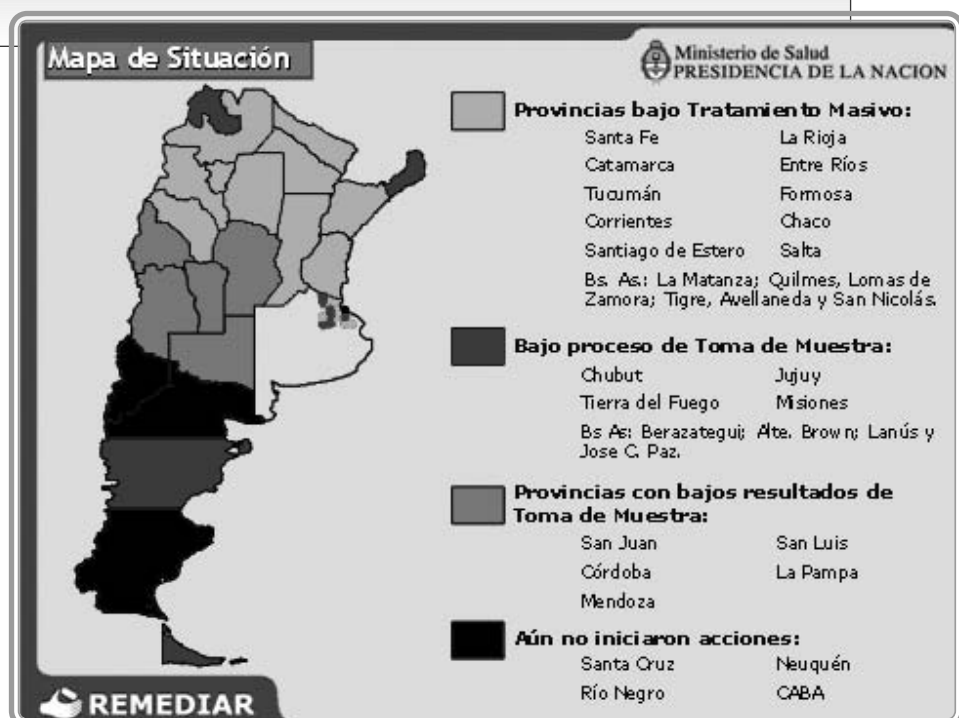 Mapa de Situación
Ministerio de Salud
PRESIDENCIA DE LA NACION
Provincias bajo Tratamiento Masivo:
Santa Fe La Rioja
Catamarca Entre Ríos
Tucumán Formosa
Corrientes Chaco
Santiago de Estero Salta
Bs. As.: La Matanza; Quilmes, Lomas de
Zamora; Tigre, Avellaneda y San Nicolás.
Bajo proceso de Toma de Muestra:
Chubut Jujuy
Tierra del Fuego Misiones
Bs As: Berazategui; Alte. Brown; Lanús y
Jose C. Paz.
Provincias con bajos resultados de
Toma de Muestra:
San Juan San Luis
Córdoba La Pampa
Mendoza
Aún no iniciaron acciones:
Santa Cruz Neuquén
Río Negro CABA
REMEDIAR